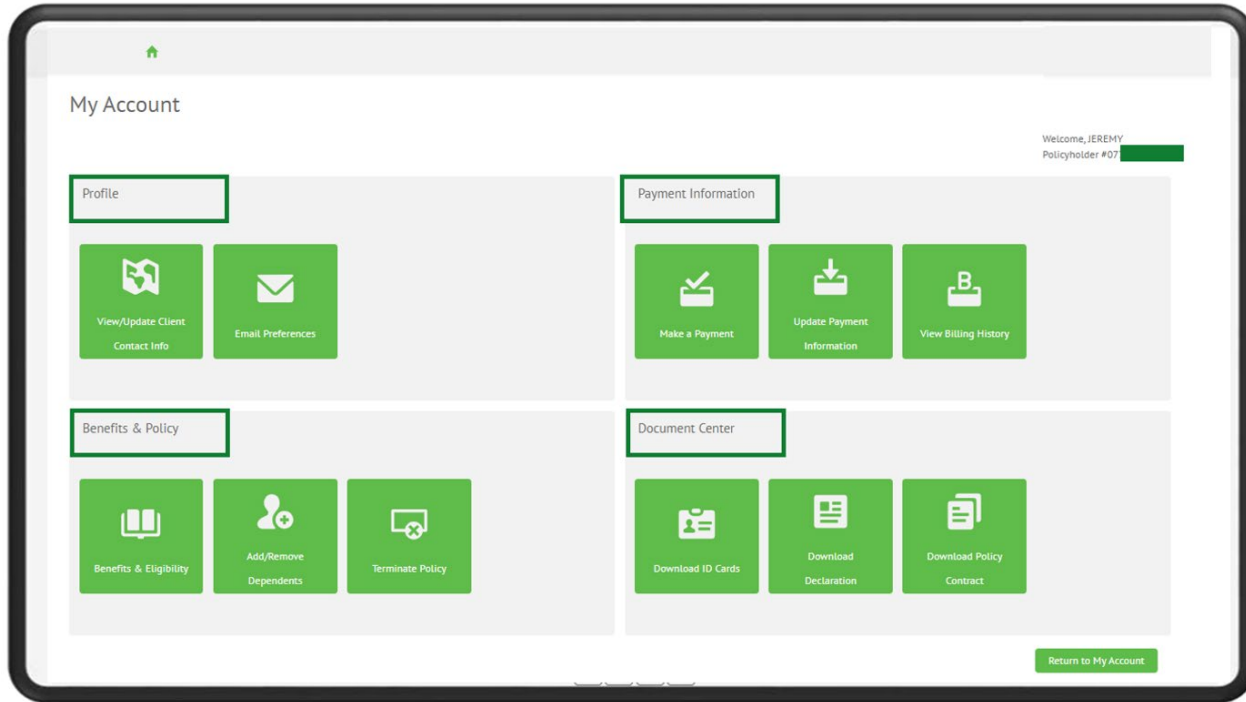 My Account
Welcome, JEREMY
Policyholder #07
Profile
View/Update Client
Contact Info
Email Preferences
Payment Information
Make a Payment
Update Payment
Information
View Billing History
Benefits & Policy
Benefits & Eligibility
Add/Remove
Dependents
Terminate Policy
Document Center
Download ID Cards
Download
Declaration
Download Policy
Contract
Return to My Account